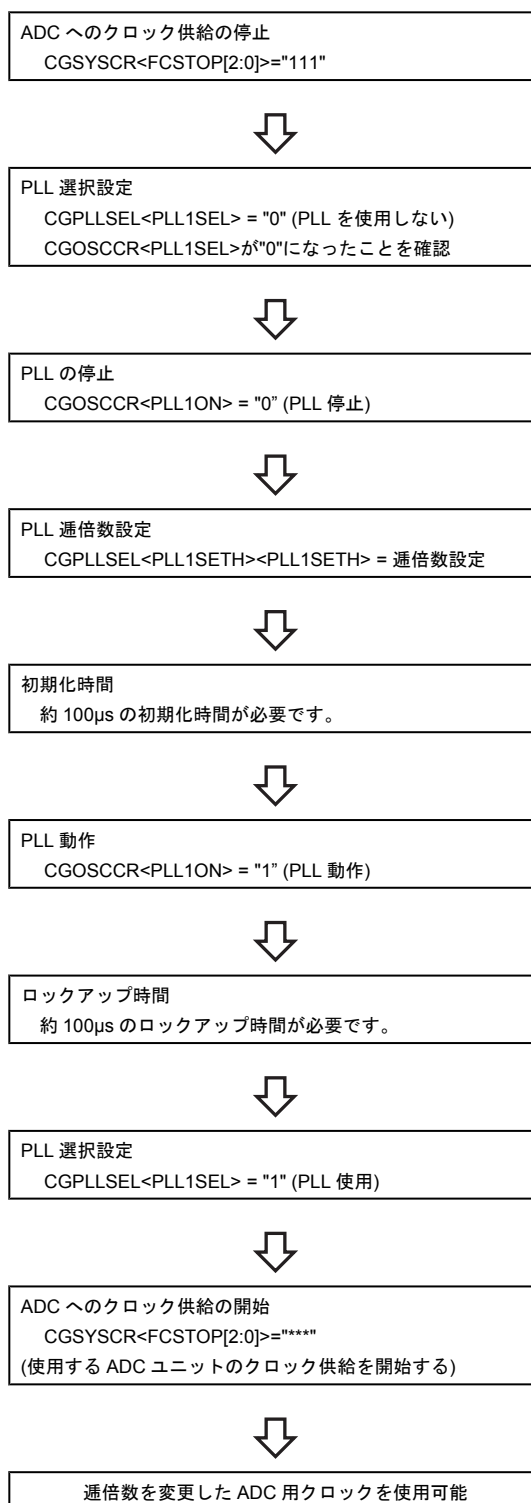 ADC へのクロック供給の停止
CGSYSCR<FCSTOP[2:0]>="111"
PLL 選択設定
CGPLLSEL<PLL1SEL> = "0" (PLL を使用しない)
CGOSCCR<PLL1SEL>が"0"になったことを確認
PLL の停止
CGOSCCR<PLL1ON> = "0” (PLL 停止)
PLL 逓倍数設定
CGPLLSEL<PLL1SETH><PLL1SETH> = 逓倍数設定
初期化時間
約 100μs の初期化時間が必要です。
PLL 動作
CGOSCCR<PLL1ON> = "1” (PLL 動作)
ロックアップ時間
約 100μs のロックアップ時間が必要です。
PLL 選択設定
CGPLLSEL<PLL1SEL> = "1" (PLL 使用)
ADC へのクロック供給の開始
CGSYSCR<FCSTOP[2:0]>="***"
(使用する ADC ユニットのクロック供給を開始する)
逓倍数を変更した ADC 用クロックを使用可能